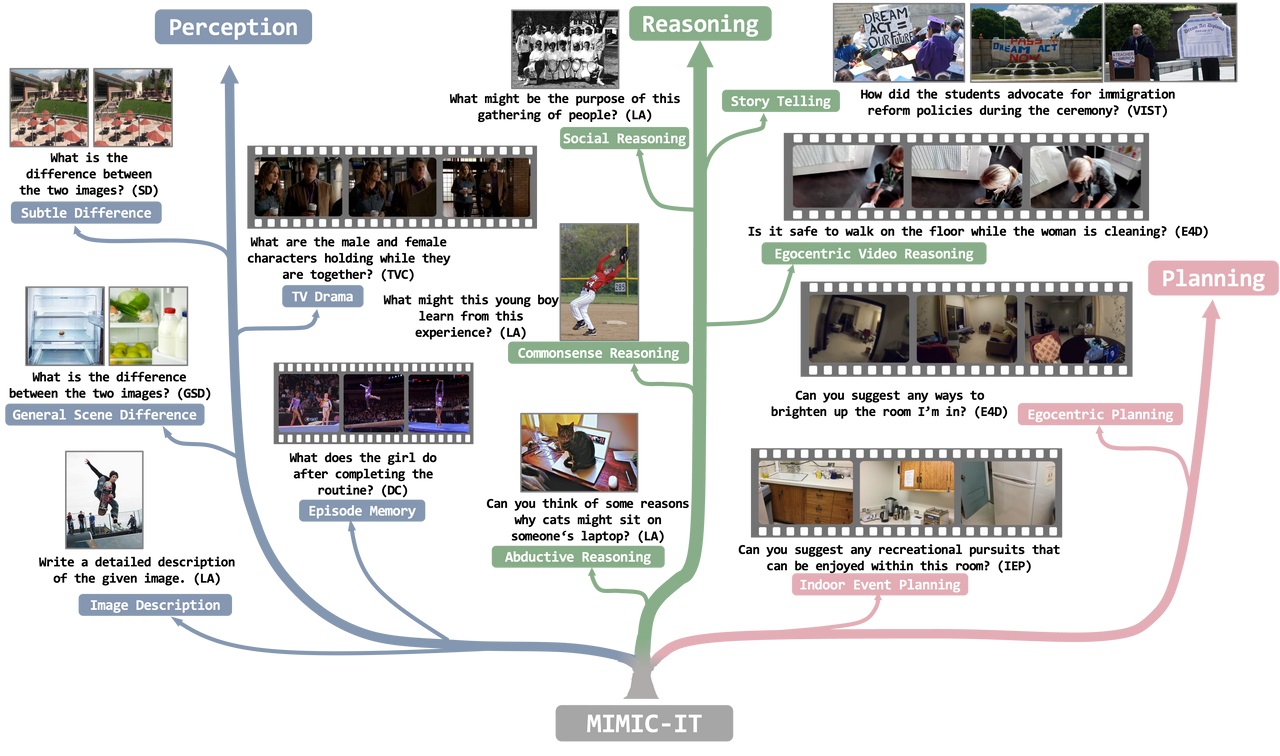 Perception
What is the
difference between
the two images? (SD)
Subtle Difference
What is the difference
between the two images? (GSD)
General Scene Difference
Write a detailed description
of the given image. (LA)
Image Description
What are the male and female
characters holding while they
are together? (TVC)
TV Drama
What does the girl do
after completing the
routine? (DC)
Episode Memory
Reasoning
What might be the purpose of this
gathering of people? (LA)
Social Reasoning
What might this young boy
learn from this
experience? (LA)
Commonsense Reasoning
Can you think of some reasons
why cats might sit on
someone‘s laptop? (LA)
Abductive Reasoning
DREAM
ACT =
OUR FUTURE
PASS
DREAM ACT
NOW
Story Telling
How did the students advocate for immigration
reform policies during the ceremony? (VIST)
Is it safe to walk on the floor while the woman is cleaning? (E4D)
Egocentric Video Reasoning
Planning
Can you suggest any ways to
brighten up the room I’m in? (E4D)
Egocentric Planning
Can you suggest any recreational pursuits that
can be enjoyed within this room? (IEP)
Indoor Event Planning
MIMIC-IT